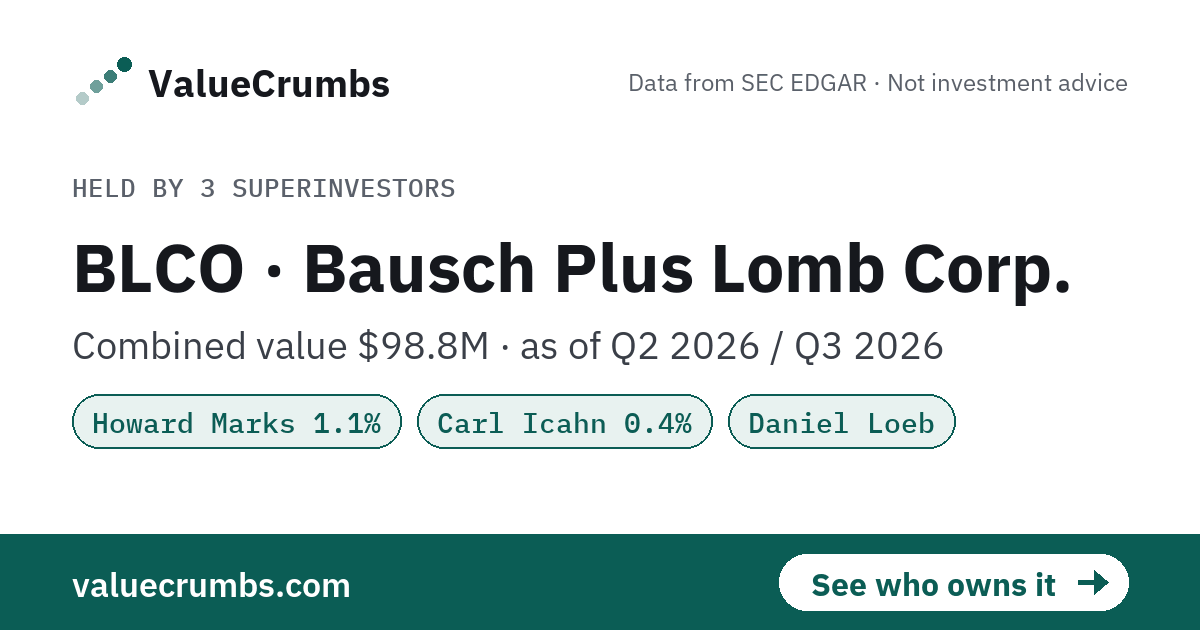 ValueCrumbs
Data from SEC EDGAR · Not investment advice
HELD BY 3 SUPERINVESTORS
BLCO · Bausch Plus Lomb Corp.
Combined value $98.8M · as of Q2 2026 / Q3 2026
Howard Marks 1.1% Carl Icahn 0.4% Daniel Loeb
valuecrumbs.com
See who owns it →